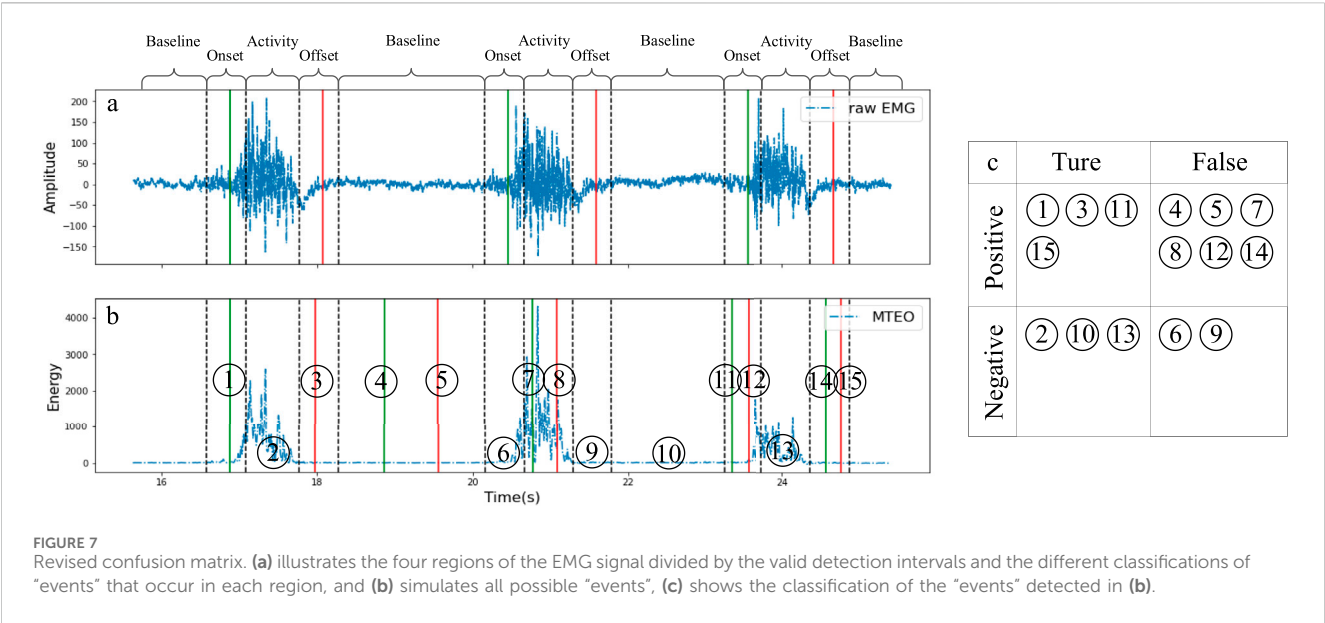 Baseline Activity Baseline Activity Baseline Activity Baseline
Onset Offset Onset Offset Onset Offset
a
raw EMG
200
150
100
50
0
−50
−100
−150
Amplitude
b
MTEO
4000
3000
2000
1000
0
Energy
① ③ ④ ⑤ ⑦ ⑧ ⑪ ⑫ ⑭ ⑮
② ⑥ ⑨ ⑩ ⑬
16 18 20 22 24
Time(s)
c Ture False
Positive
① ③ ⑪ ④ ⑤ ⑦
⑮ ⑧ ⑫ ⑭
Negative
② ⑩ ⑬ ⑥ ⑨
FIGURE 7
Revised confusion matrix. (a) illustrates the four regions of the EMG signal divided by the valid detection intervals and the different classifications of
“events” that occur in each region, and (b) simulates all possible “events”, (c) shows the classification of the “events” detected in (b).